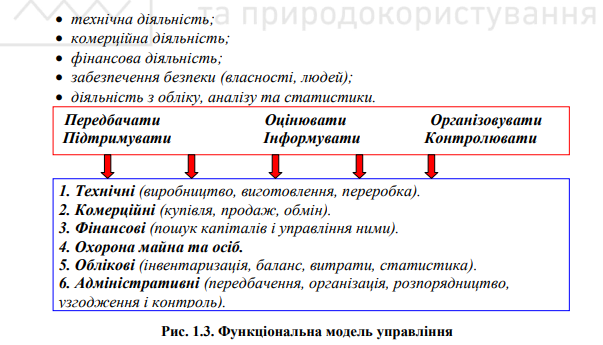 та природокористування
• технічна діяльність;
• комерційна діяльність;
• фінансова діяльність;
• забезпечення безпеки (власності, людей);
• діяльність з обліку, аналізу та статистики.
Передбачати Оцінювати Організовувати
Підтримувати Інформувати Контролювати
1. Технічні (виробництво, виготовлення, переробка).
2. Комерційні (купівля, продаж, обмін).
3. Фінансові (пошук капіталів і управління ними).
4. Охорона майна та осіб.
5. Облікові (інвентаризація, баланс, витрати, статистика).
6. Адміністративні (передбачення, організація, розпорядництво,
узгодження і контроль).
Рис. 1.3. Функціональна модель управління